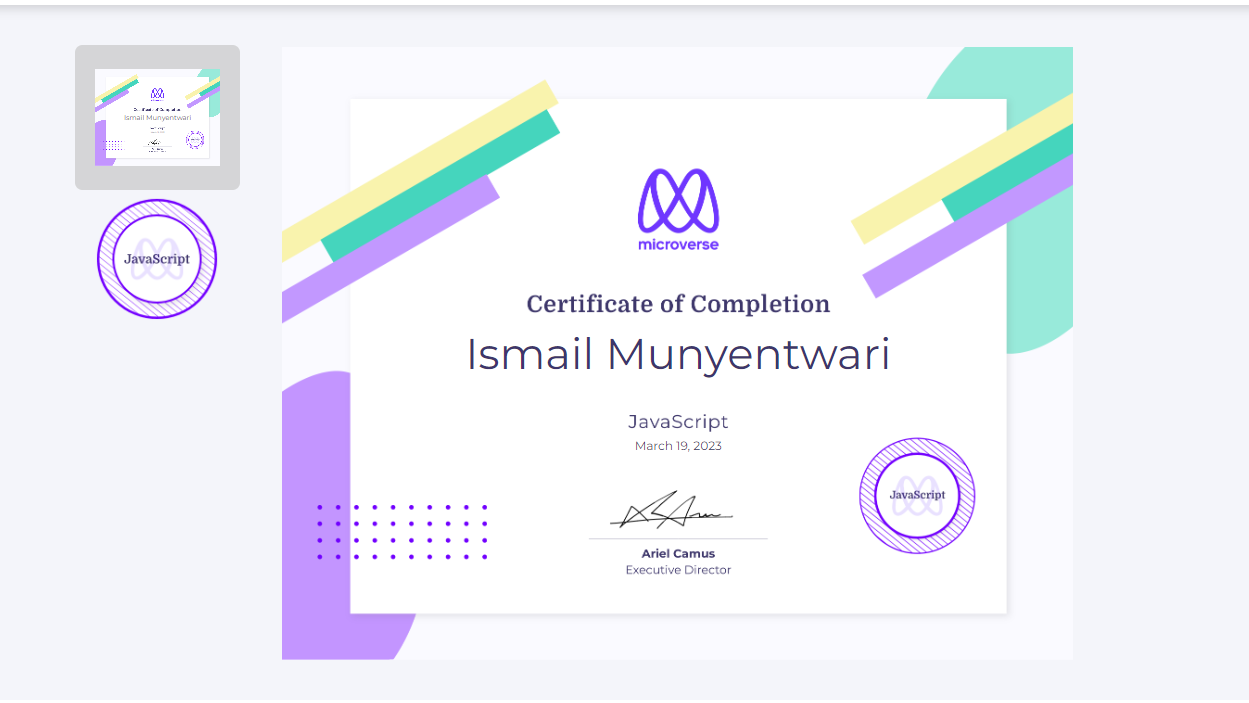 Certificate of Completion
Ismail Munyentwari
JavaScript
microverse
Certificate of Completion
Ismail Munyentwari
JavaScript
March 19, 2023
JavaScript
Ariel Camus
Executive Director